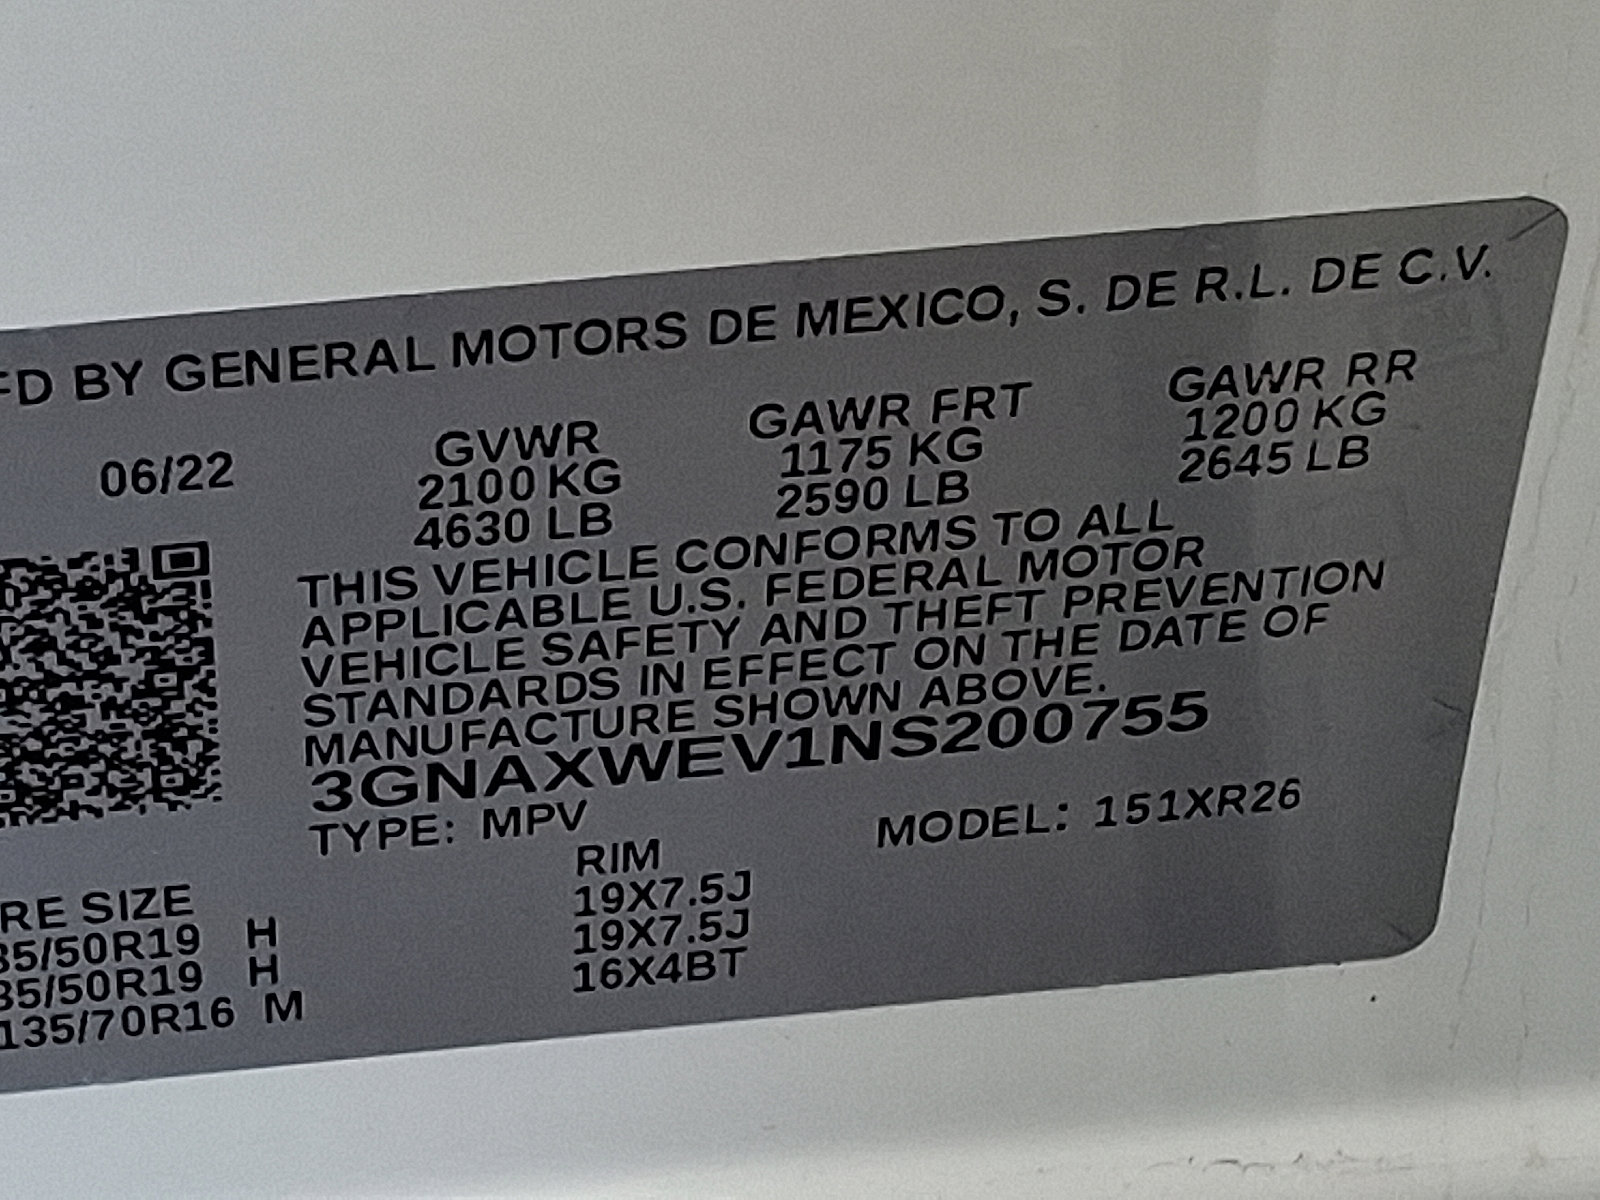 FD BY GENERAL MOTORS DE MEXICO, S. DE R.L. DE C.V.
06/22
GVWR
2100 KG
4630 LB
GAWR FRT
1175 KG
2590 LB
GAWR RR
1200 KG
2645 LB
THIS VEHICLE CONFORMS TO ALL
APPLICABLE U.S. FEDERAL MOTOR
VEHICLE SAFETY AND THEFT PREVENTION
STANDARDS IN EFFECT ON THE DATE OF
MANUFACTURE SHOWN ABOVE.
3GNAXWEV1NS200755
TYPE: MPV MODEL: 151XR26
RE SIZE RIM
35/50R19 H 19X7.5J
35/50R19 H 19X7.5J
135/70R16 M 16X4BT